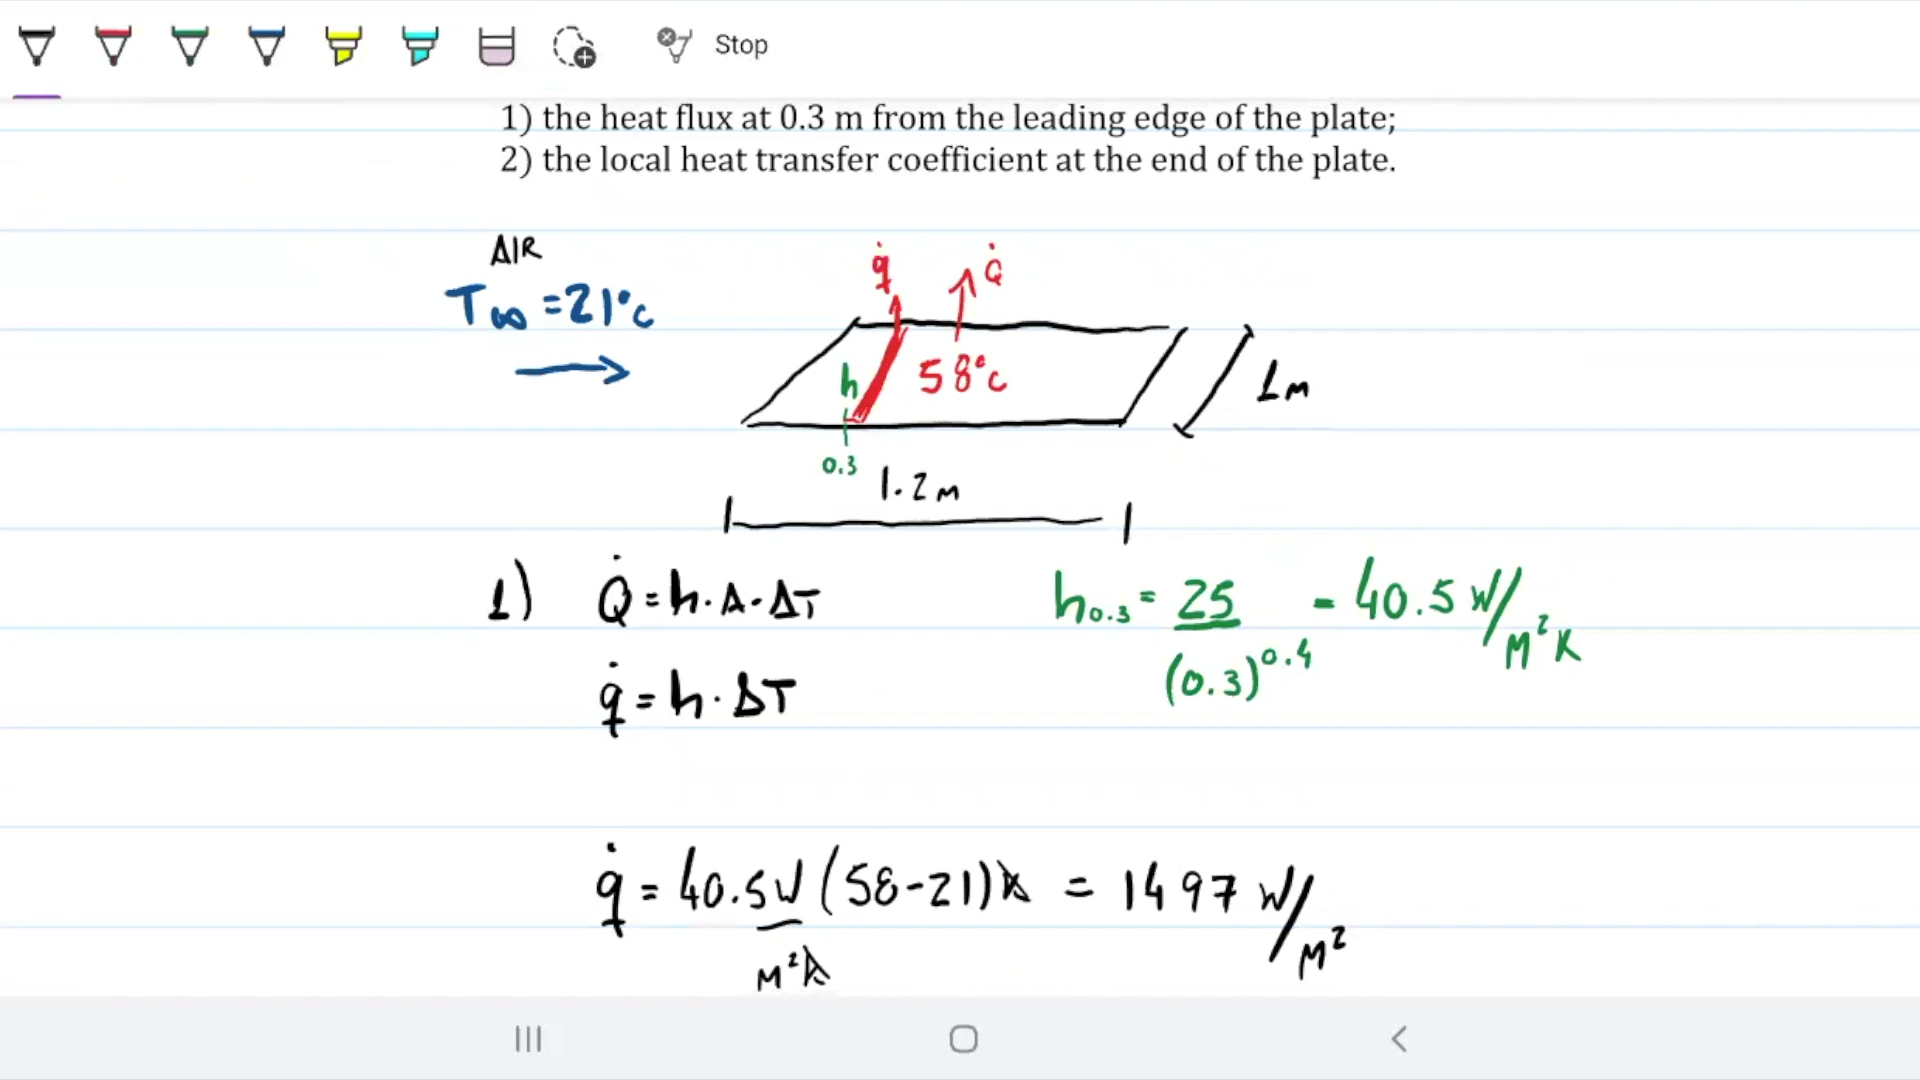 Stop
1) the heat flux at 0.3 m from the leading edge of the plate;
2) the local heat transfer coefficient at the end of the plate.
AIR
T∞ = 21°C
q̇
Q̇
h
58°C
1m
0.3
1.2m
1) Q̇ = h · A · ΔT
h0.3 = 25/(0.3)^0.4 = 40.5 W/m²K
q̇ = h · ΔT
q̇ = 40.5 W/m²K (58-21)K = 1497 W/m²